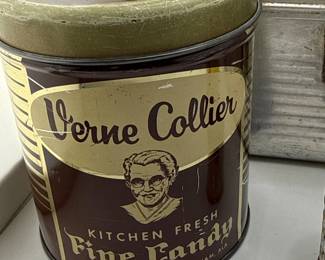 Verne Collier
KITCHEN FRESH
Fine Candy